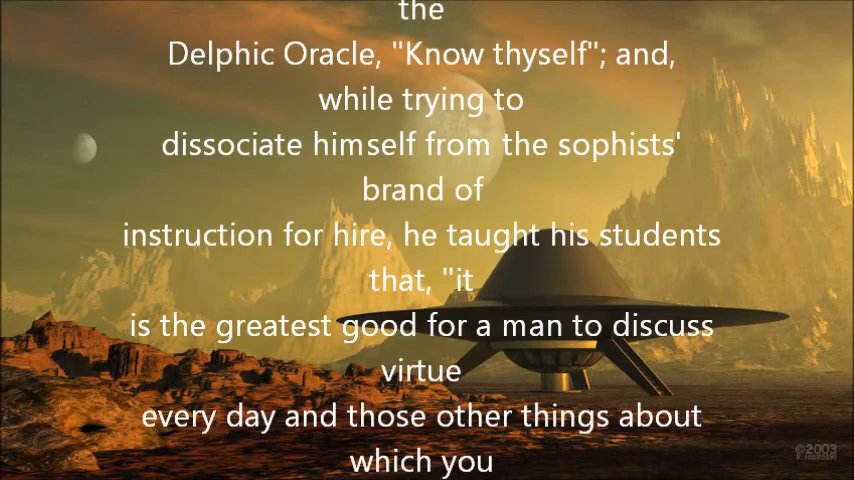 the
Delphic Oracle, "Know thyself"; and,
while trying to
dissociate himself from the sophists'
brand of
instruction for hire, he taught his students
that, "it
is the greatest good for a man to discuss
virtue
every day and those other things about
which you
©2003